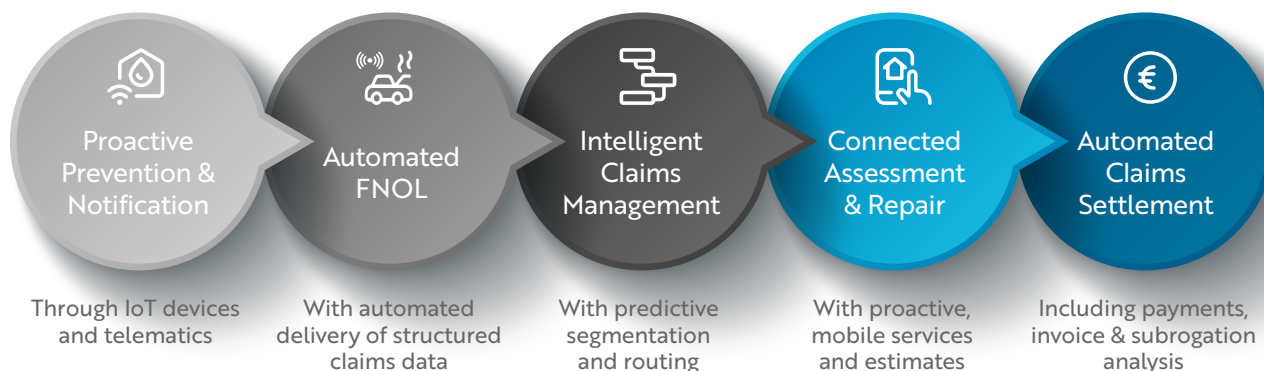 Proactive
Prevention &
Notification
Through IoT devices
and telematics
Automated
FNOL
With automated
delivery of structured
claims data
Intelligent
Claims
Management
With predictive
segmentation
and routing
Connected
Assessment
& Repair
With proactive,
mobile services
and estimates
€
Automated
Claims
Settlement
Including payments,
invoice & subrogation
analysis